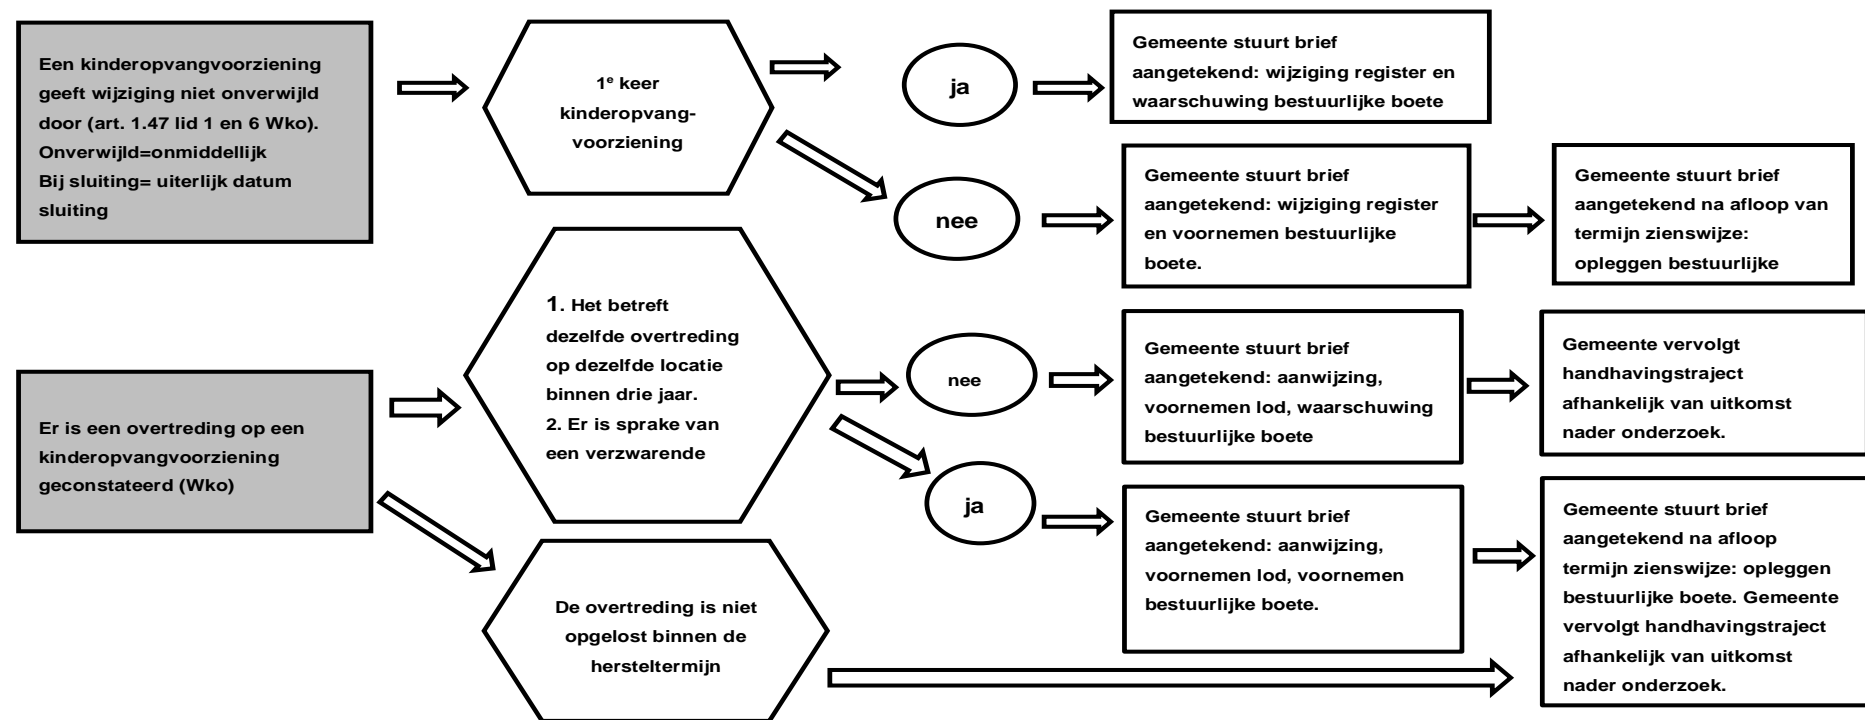 Een kinderopvangvoorziening
geeft wijziging niet onverwijld
door (art. 1.47 lid 1 en 6 Wko).
Onverwijld=onmiddellijk
Bij sluiting= uiterlijk datum
sluiting
1e keer
kinderopvang-
voorziening
ja
Gemeente stuurt brief
aangetekend: wijziging register en
waarschuwing bestuurlijke boete
nee
Gemeente stuurt brief
aangetekend: wijziging register
en voornemen bestuurlijke
boete.
Gemeente stuurt brief
aangetekend na afloop van
termijn zienswijze:
opleggen bestuurlijke
Er is een overtreding op een
kinderopvangvoorziening
geconstateerd (Wko)
1. Het betreft
dezelfde overtreding
op dezelfde locatie
binnen drie jaar.
2. Er is sprake van
een verzwarende
nee
Gemeente stuurt brief
aangetekend: aanwijzing,
voornemen lod, waarschuwing
bestuurlijke boete
Gemeente vervolgt
handhavingstraject
afhankelijk van uitkomst
nader onderzoek.
ja
Gemeente stuurt brief
aangetekend: aanwijzing,
voornemen lod, voornemen
bestuurlijke boete.
Gemeente stuurt brief
aangetekend na afloop
termijn zienswijze: opleggen
bestuurlijke boete. Gemeente
vervolgt handhavingstraject
afhankelijk van uitkomst
nader onderzoek.
De overtreding is niet
opgelost binnen de
hersteltermijn